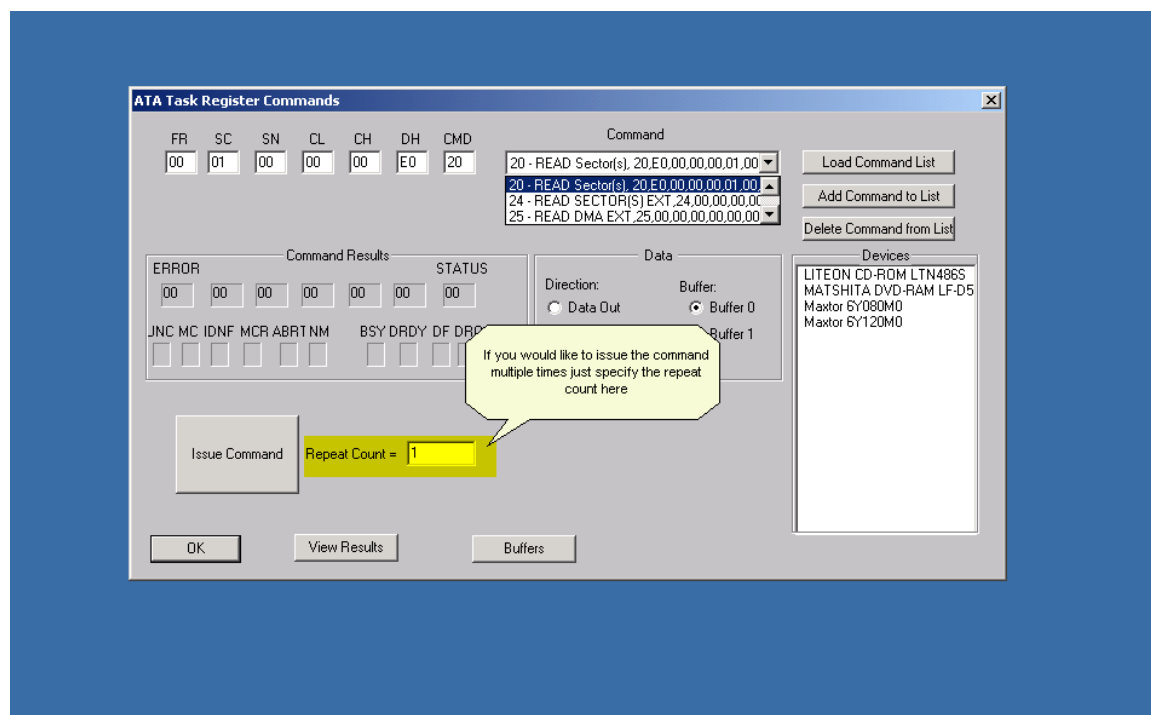 ATA Task Register Commands
FR SC SN CL CH DH CMD
00 01 00 00 00 E0 20
Command
20 - READ Sector(s), 20,E0,00,00,00,01,00
20 - READ Sector(s), 20,E0,00,00,00,01,00,
24 - READ SECTOR(S) EXT,24,00,00,00,0
25 - READ DMA EXT,25,00,00,00,00,00,00
Load Command List
Add Command to List
Delete Command from List
Command Results
ERROR STATUS
00 00 00 00 00 00 00
JNC MC IDNF MCR ABRT NM BSY DRDY DF DRQ
Data
Direction:
Data Out
Buffer:
Buffer 0
Buffer 1
Devices
LITEON CD-ROM LTN486S
MATSHITA DVD-RAM LF-D5
Maxtor 6Y080M0
Maxtor 6Y120M0
If you would like to issue the command
multiple times just specify the repeat
count here
Issue Command
Repeat Count = 1
OK
View Results
Buffers